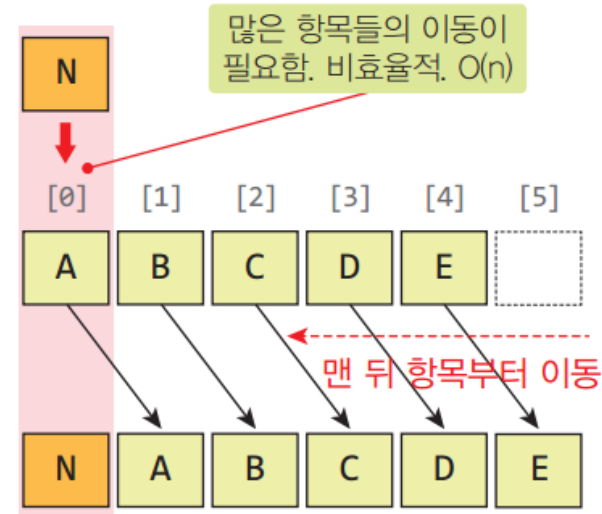 많은 항목들의 이동이
필요함. 비효율적. O(n)
N
[0] [1] [2] [3] [4] [5]
A B C D E
맨 뒤 항목부터 이동
N A B C D E